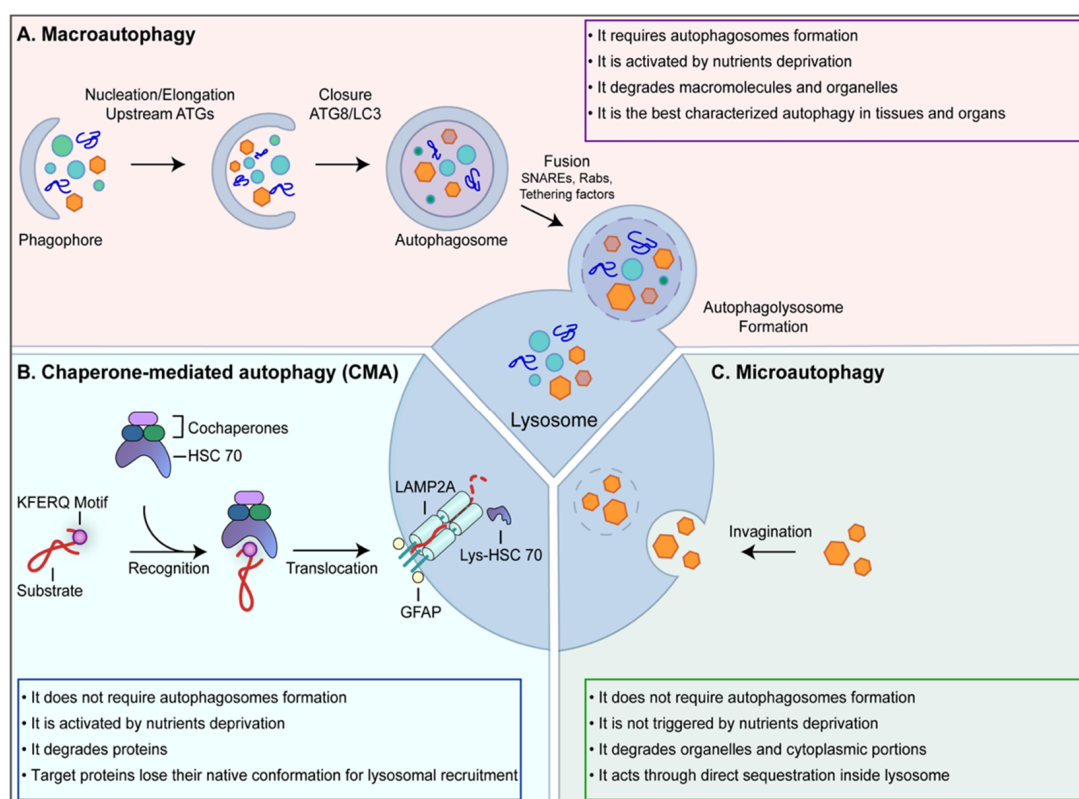 A. Macroautophagy
• It requires autophagosomes formation
• It is activated by nutrients deprivation
• It degrades macromolecules and organelles
• It is the best characterized autophagy in tissues and organs
Nucleation/Elongation
Upstream ATGs
Closure
ATG8/LC3
Fusion
SNAREs, Rabs,
Tethering factors
Phagophore
Autophagosome
Autophagolysosome
Formation
Lysosome
B. Chaperone-mediated autophagy (CMA)
Cochaperones
HSC 70
KFERQ Motif
Substrate
Recognition
Translocation
LAMP2A
Lys-HSC 70
GFAP
• It does not require autophagosomes formation
• It is activated by nutrients deprivation
• It degrades proteins
• Target proteins lose their native conformation for lysosomal recruitment
C. Microautophagy
Invagination
• It does not require autophagosomes formation
• It is not triggered by nutrients deprivation
• It degrades organelles and cytoplasmic portions
• It acts through direct sequestration inside lysosome